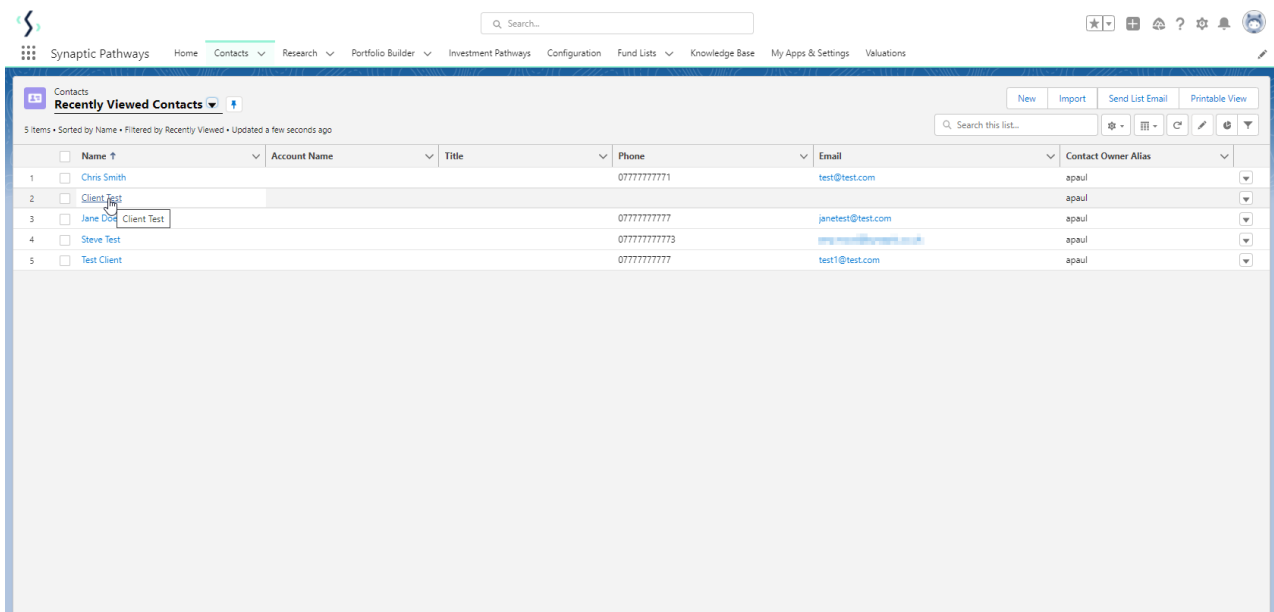 Search...
Synaptic Pathways Home Contacts Research Portfolio Builder Investment Pathways Configuration Fund Lists Knowledge Base My Apps & Settings Valuations
Contacts
Recently Viewed Contacts
New Import Send List Email Printable View
5 items • Sorted by Name • Filtered by Recently Viewed • Updated a few seconds ago
Search this list...
Name ↑ Account Name Title Phone Email Contact Owner Alias
1 Chris Smith 07777777771 test@test.com apaul
2 Client Test apaul
3 Jane Doe 07777777777 janetest@test.com apaul
Client Test
4 Steve Test 077777777773 apaul
5 Test Client 07777777777 test1@test.com apaul